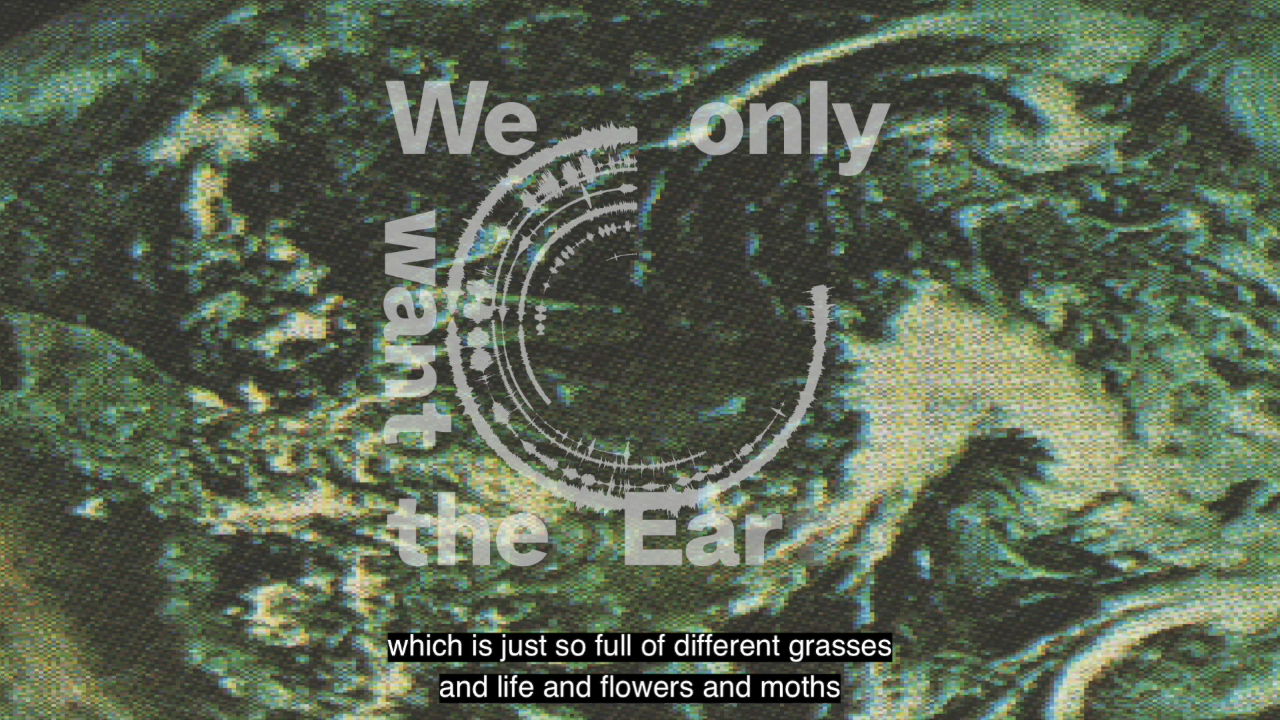 We only
want
the Ear
which is just so full of different grasses
and life and flowers and moths